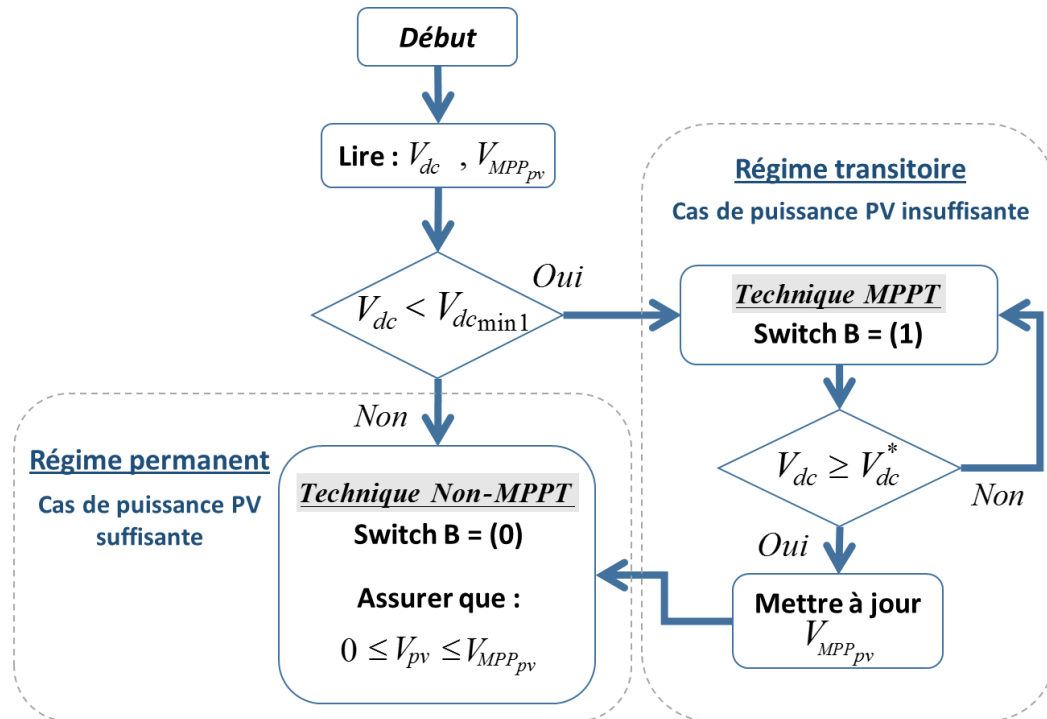 Début
Lire : V_dc , V_MPP_pv
Régime transitoire
Cas de puissance PV insuffisante
V_dc < V_dc_min1
Oui
Technique MPPT
Switch B = (1)
Non
V_dc ≥ V_dc^*
Non
Oui
Mettre à jour
V_MPP_pv
Régime permanent
Cas de puissance PV
suffisante
Technique Non-MPPT
Switch B = (0)
Assurer que :
0 ≤ V_pv ≤ V_MPP_pv